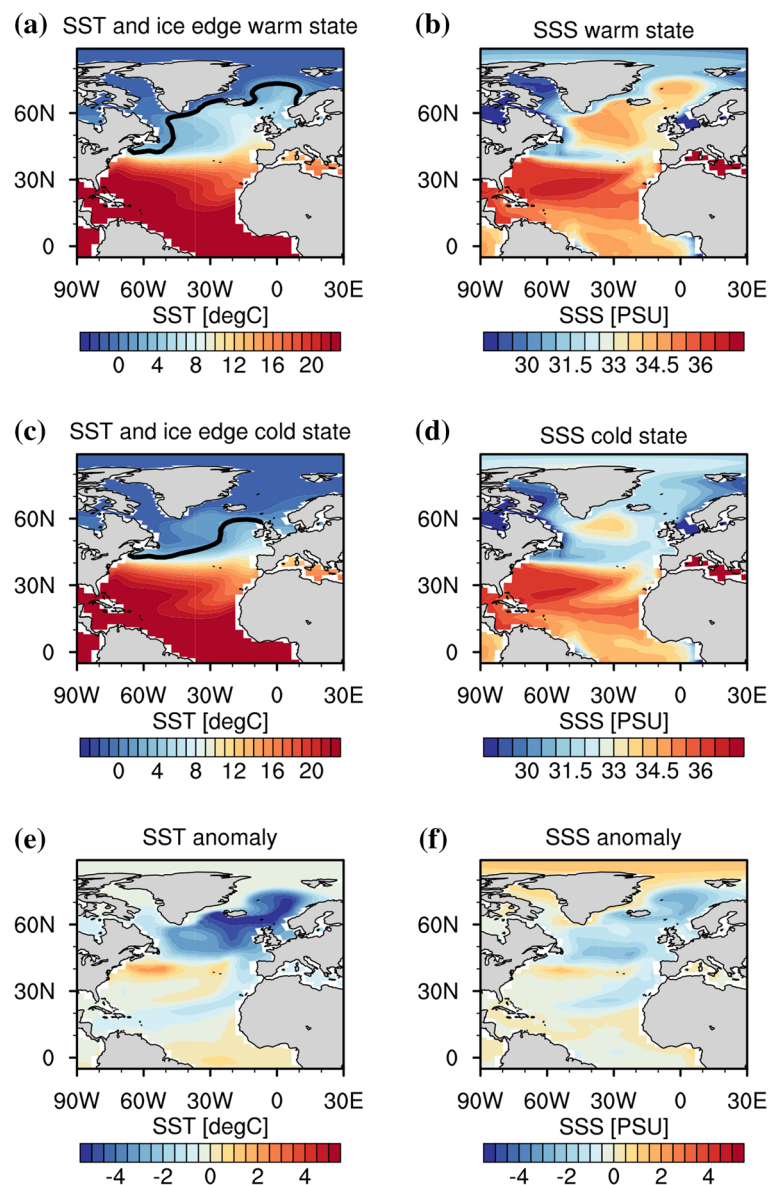 (a) SST and ice edge warm state
60N
30N
0
90W 60W 30W 0 30E
SST [degC]
0 4 8 12 16 20
(b) SSS warm state
60N
30N
0
90W 60W 30W 0 30E
SSS [PSU]
30 31.5 33 34.5 36
(c) SST and ice edge cold state
60N
30N
0
90W 60W 30W 0 30E
SST [degC]
0 4 8 12 16 20
(d) SSS cold state
60N
30N
0
90W 60W 30W 0 30E
SSS [PSU]
30 31.5 33 34.5 36
(e) SST anomaly
60N
30N
0
90W 60W 30W 0 30E
SST [degC]
-4 -2 0 2 4
(f) SSS anomaly
60N
30N
0
90W 60W 30W 0 30E
SSS [PSU]
-4 -2 0 2 4